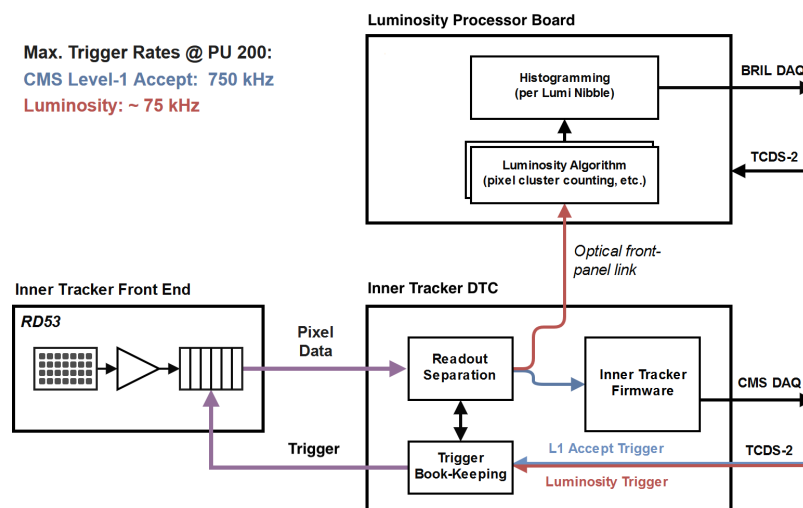 Luminosity Processor Board
Max. Trigger Rates @ PU 200:
CMS Level-1 Accept: 750 kHz
Luminosity: ~ 75 kHz
Histogramming
(per Lumi Nibble)
BRIL DAQ
Luminosity Algorithm
(pixel cluster counting, etc.)
TCDS-2
Optical front-
panel link
Inner Tracker Front End
Inner Tracker DTC
RD53
Pixel
Data
Readout
Separation
Inner Tracker
Firmware
CMS DAQ
Trigger
Trigger
Book-Keeping
L1 Accept Trigger
TCDS-2
Luminosity Trigger